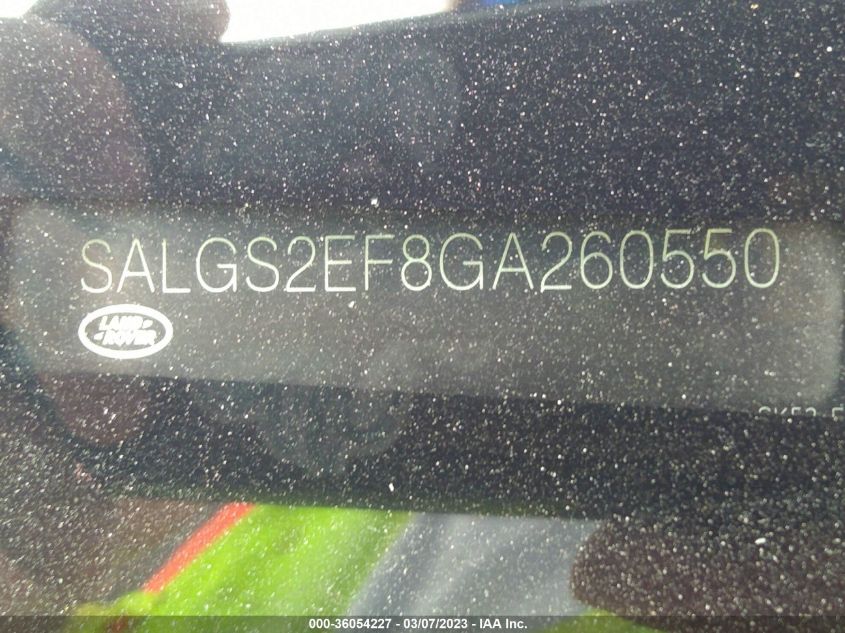 SALGS2EF8GA260550
LAND
ROVER
000-36054227 - 03/07/2023 - IAA Inc.